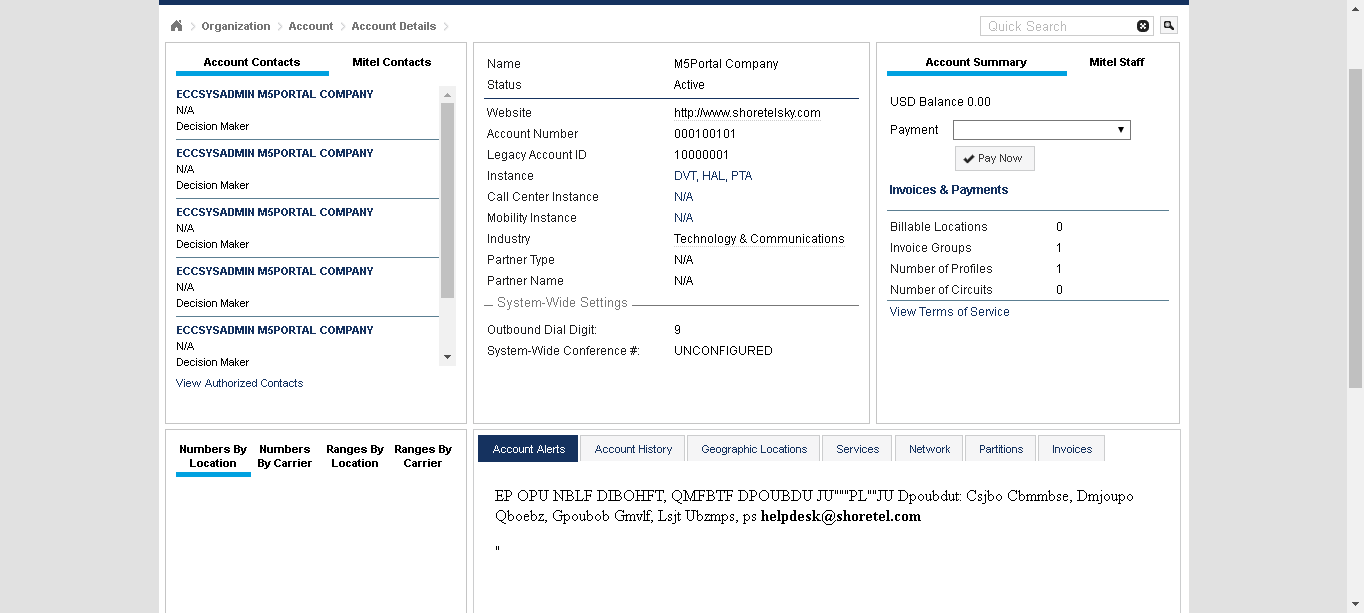 Organization Account Account Details
Quick Search
Account Contacts Mitel Contacts
ECCSYSADMIN M5PORTAL COMPANY
N/A
Decision Maker
ECCSYSADMIN M5PORTAL COMPANY
N/A
Decision Maker
ECCSYSADMIN M5PORTAL COMPANY
N/A
Decision Maker
ECCSYSADMIN M5PORTAL COMPANY
N/A
Decision Maker
ECCSYSADMIN M5PORTAL COMPANY
N/A
Decision Maker
View Authorized Contacts
Name M5Portal Company
Status Active
Website http://www.shoretelsky.com
Account Number 000100101
Legacy Account ID 10000001
Instance DVT, HAL, PTA
Call Center Instance N/A
Mobility Instance N/A
Industry Technology & Communications
Partner Type N/A
Partner Name N/A
System-Wide Settings
Outbound Dial Digit: 9
System-Wide Conference #: UNCONFIGURED
Account Summary Mitel Staff
USD Balance 0.00
Payment
Pay Now
Invoices & Payments
Billable Locations 0
Invoice Groups 1
Number of Profiles 1
Number of Circuits 0
View Terms of Service
Numbers By Location
Numbers By Carrier
Ranges By Location
Ranges By Carrier
Account Alerts Account History Geographic Locations Services Network Partitions Invoices
EP OPU NBLF DIBOHFT, QMFBTF DPOUBDU JU"""PL""JU Dpoubdut: Csjbo Cbmmbse, Dmjoupo
Qboebz, Gpoubob Gmvlf, Lsjt Ubzmps, ps helpdesk@shoretel.com
"